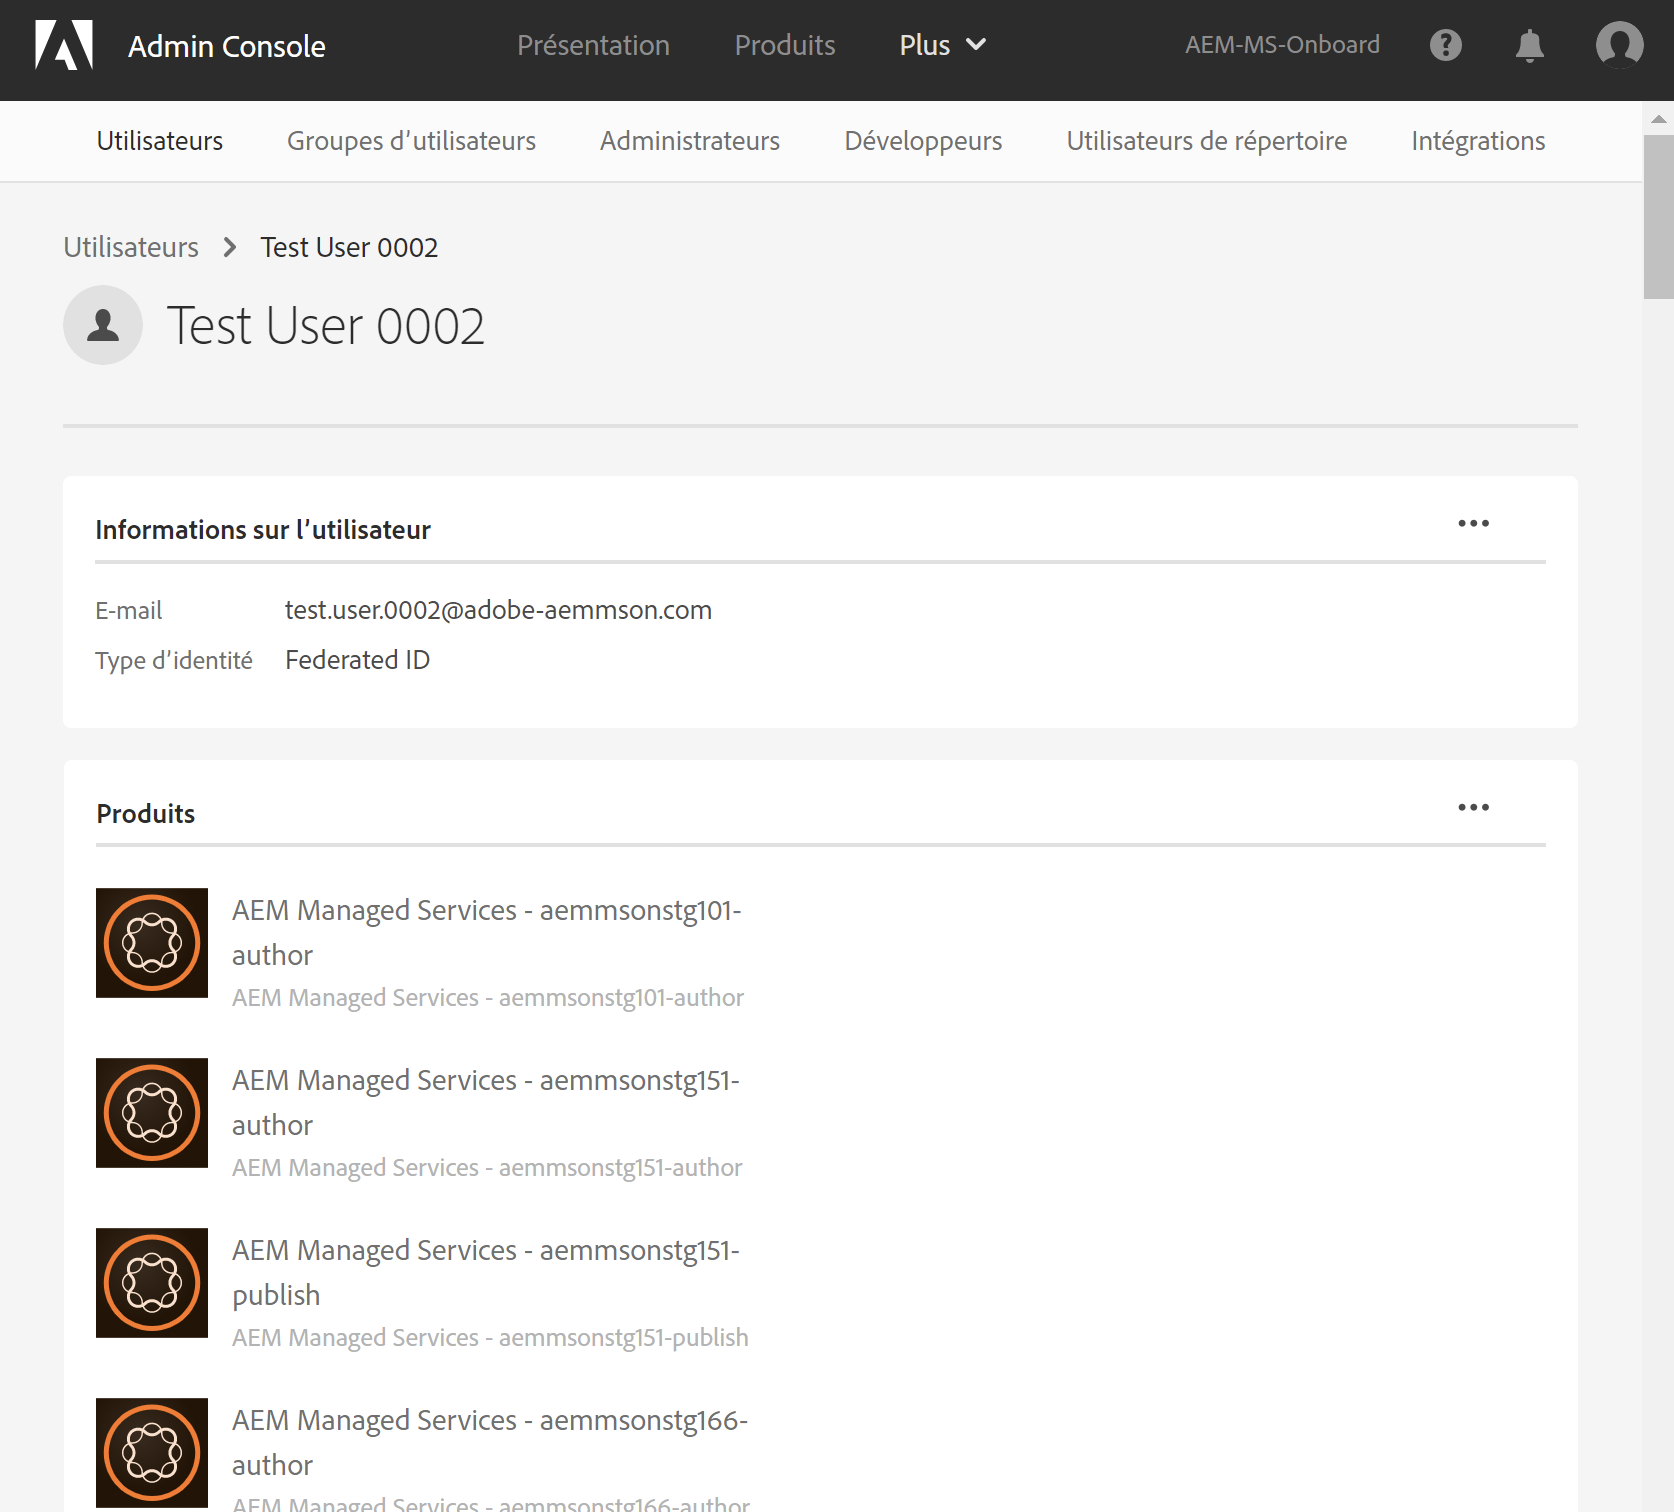 Admin Console
Présentation
Produits
Plus
AEM-MS-Onboard
Utilisateurs
Groupes d’utilisateurs
Administrateurs
Développeurs
Utilisateurs de répertoire
Intégrations
Utilisateurs > Test User 0002
Test User 0002
Informations sur l’utilisateur
E-mail test.user.0002@adobe-aemmson.com
Type d’identité Federated ID
Produits
AEM Managed Services - aemmsonstg101-
author
AEM Managed Services - aemmsonstg101-author
AEM Managed Services - aemmsonstg151-
author
AEM Managed Services - aemmsonstg151-author
AEM Managed Services - aemmsonstg151-
publish
AEM Managed Services - aemmsonstg151-publish
AEM Managed Services - aemmsonstg166-
author
AEM Managed Services - aemmsonstg166-author